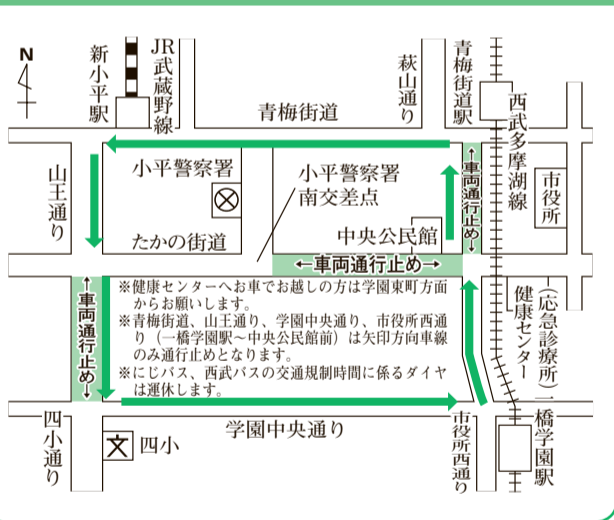 N
新小平駅
JR武蔵野線
青梅街道
萩山通り
青梅街道駅
西武多摩湖線
山王通り
小平警察署
小平警察署
南交差点
←車両通行止め→
市役所
たかの街道
中央公民館
←車両通行止め→
←車両通行止め→
※健康センターへお車でお越しの方は学園東町方面
からお願いします。
※青梅街道、山王通り、学園中央通り、市役所西通
り（一橋学園駅～中央公民館前）は矢印方向車線
のみ通行止めとなります。
※にじバス、西武バスの交通規制時間に係るダイヤ
は運休します。
健康センター
（応急診療所）
四小通り
文
四小
学園中央通り
市役所西通り
一橋学園駅